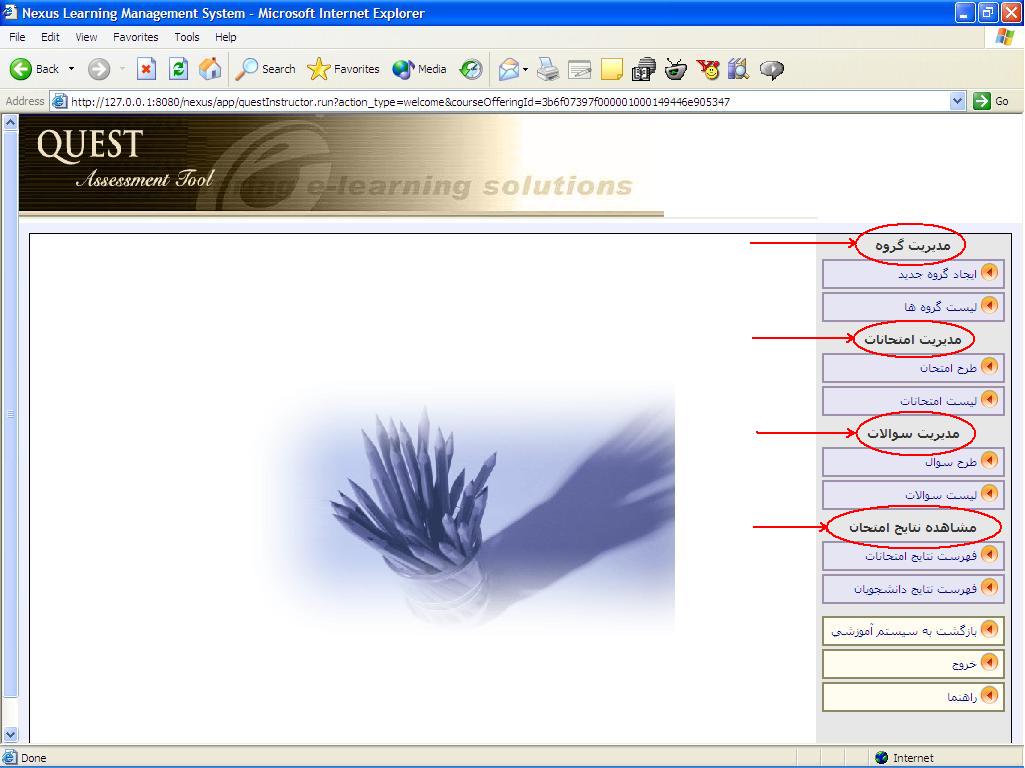 Nexus Learning Management System - Microsoft Internet Explorer
File Edit View Favorites Tools Help
Back Search Favorites Media
Address http://127.0.0.1:8080/nexus/app/questInstructor.run?action_type=welcome&courseOfferingId=3b6f07397f000001000149446e905347 Go
QUEST
Assessment Tool
ring e-learning solutions
مدیریت گروه
ایجاد گروه جدید
لیست گروه ها
مدیریت امتحانات
طرح امتحان
لیست امتحانات
مدیریت سوالات
طرح سوال
لیست سوالات
مشاهده نتایج امتحان
فهرست نتایج امتحانات
فهرست نتایج دانشجویان
بازگشت به سیستم آموزشی
خروج
راهنما
Done Internet